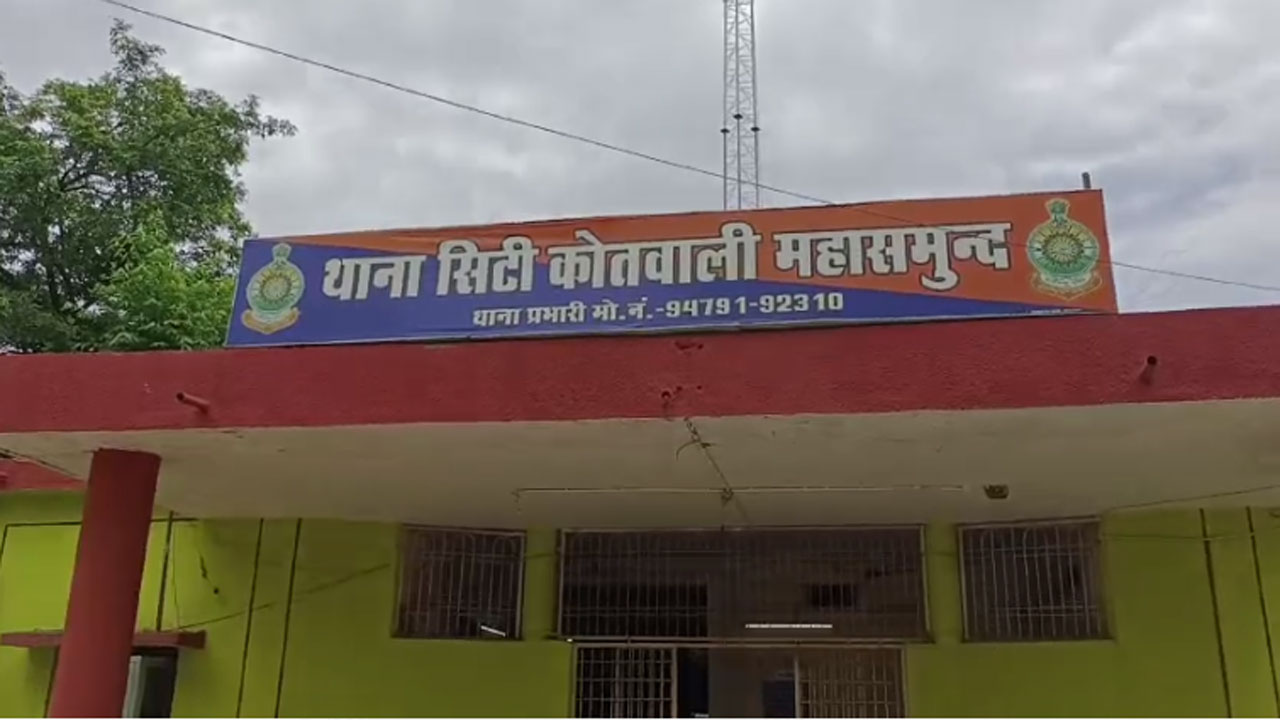 थाना सिटी कोतवाली महासमुन्द
थाना प्रभारी मो.नं.-94791-92310